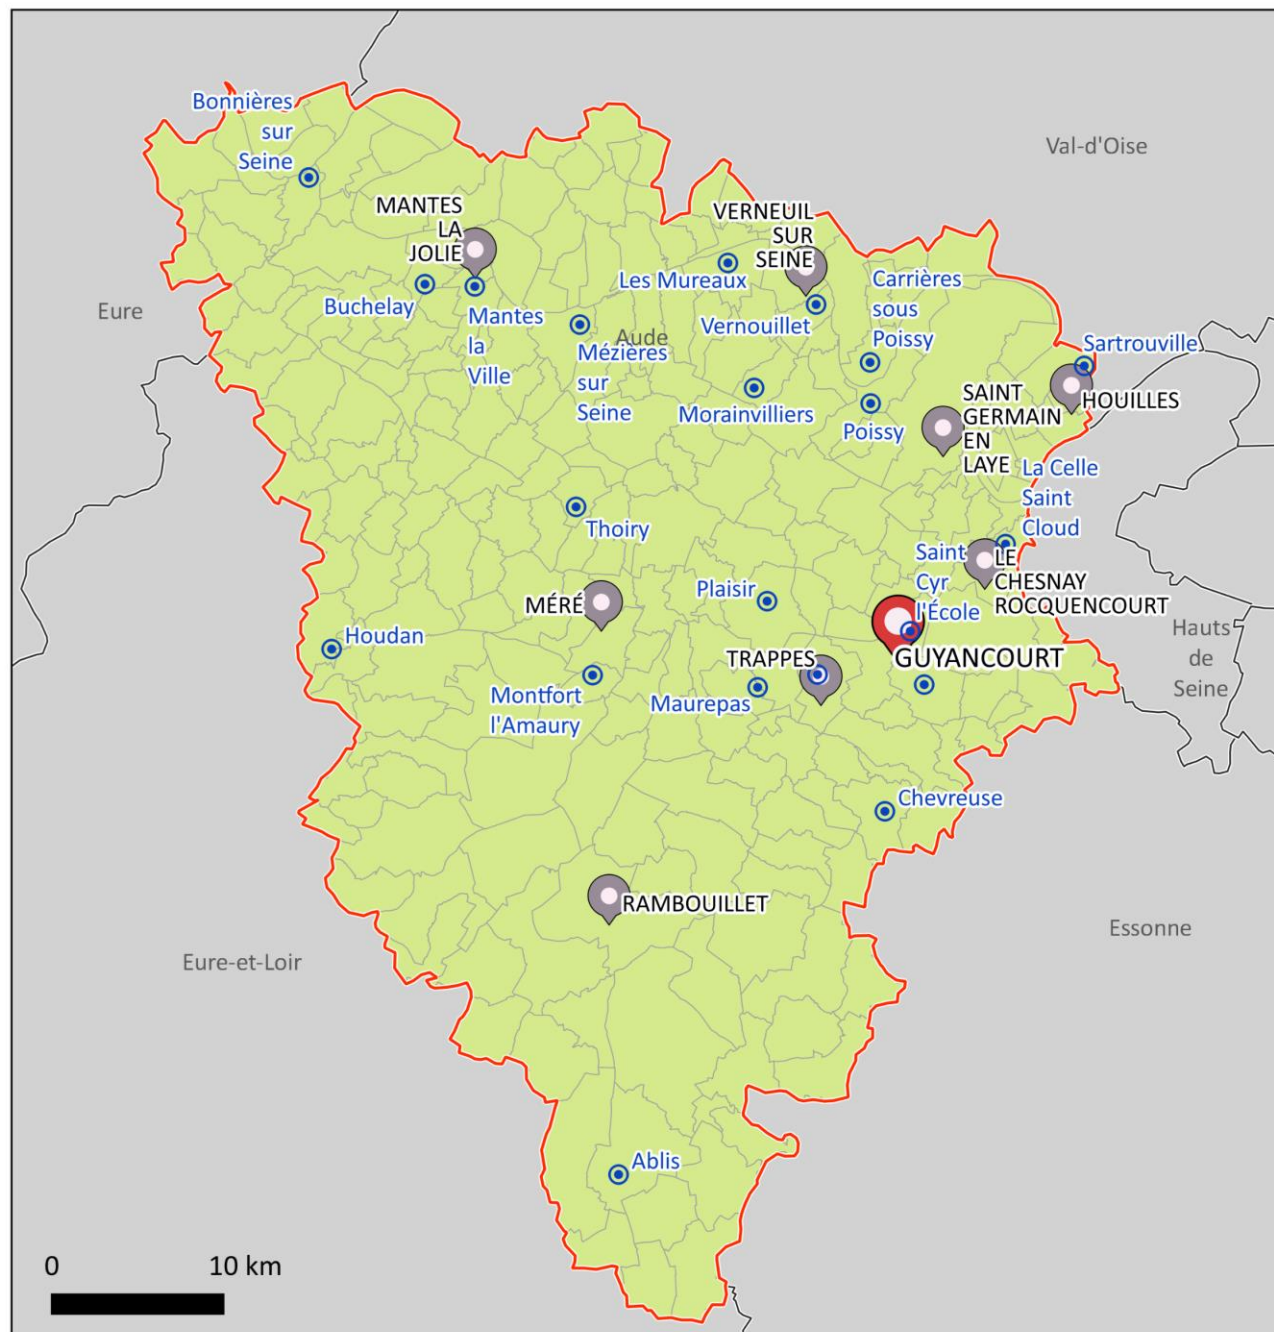 Bonnières
sur
Seine
Val-d'Oise
MANTES
LA
JOLIE
VERNEUIL
SUR
SEINE
Les Mureaux
Carrières
sous
Poissy
Buchelay
Eure
Mantes
la
Ville
Vernouillet
Aude
Mézières
sur
Seine
Sartrouville
Morainvilliers
SAINT
GERMAIN
EN
LAYE
HOUILLES
Poissy
La Celle
Saint
Cloud
Thoiry
Saint
Cyr
l'École
LE
CHESNAY
ROCQUENCOURT
Plaisir
MÉRÉ
Houdan
Hauts
de
Seine
TRAPPES
GUYANCOURT
Montfort
l'Amaury
Maurepas
Chevreuse
RAMBOUILLET
Essonne
Eure-et-Loir
Ablis
0 10 km